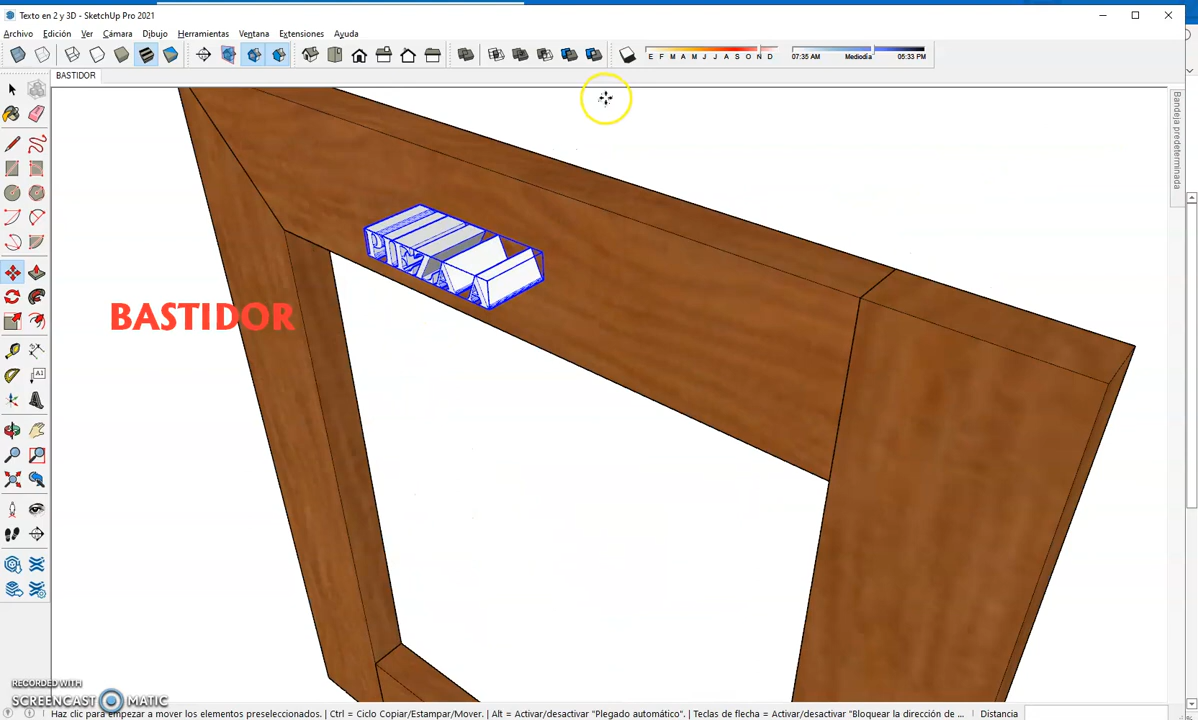 Texto en 2 y 3D - SketchUp Pro 2021
Archivo Edición Ver Cámara Dibujo Herramientas Ventana Extensiones Ayuda
E F M A M J J A S O N D
07:35 AM Mediodía 05:33 PM
BASTIDOR
Bandeja predeterminada
BASTIDOR
A1
RECORDED WITH
SCREENCAST MATIC
Haz clic para empezar a mover los elementos preseleccionados. | Ctrl = Ciclo Copiar/Estampar/Mover. | Alt = Activar/desactivar "Plegado automático". | Teclas de flecha = Activar/desactivar "Bloquear la dirección de ... Distancia